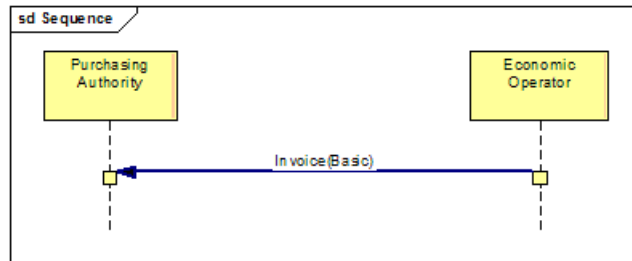 sd Sequence
Purchasing
Authority
Economic
Operator
Invoice(Basic)